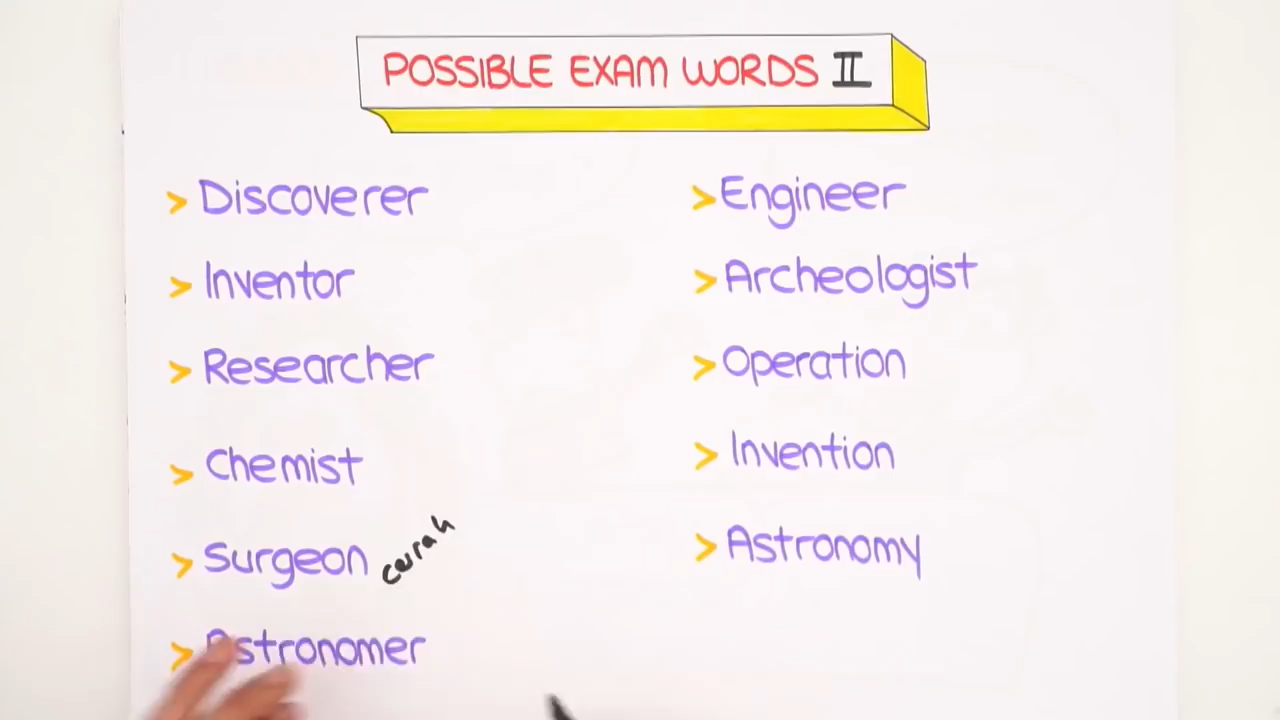 POSSIBLE EXAM WORDS II
> Discoverer
> Inventor
> Researcher
> Chemist
> Surgeon cerrah
> Astronomer
> Engineer
> Archeologist
> Operation
> Invention
> Astronomy